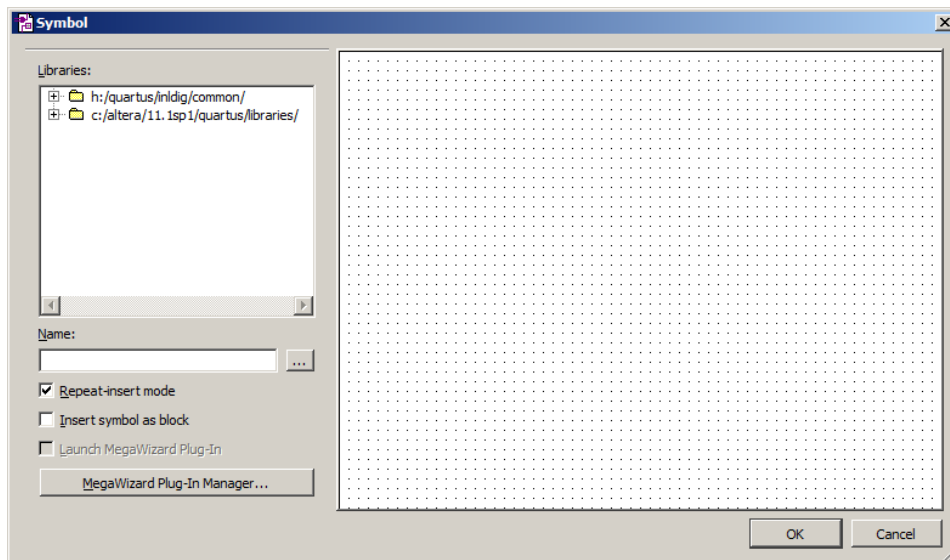 Symbol
Libraries:
h:/quartus/inldig/common/
c:/altera/11.1sp1/quartus/libraries/
Name:
...
Repeat-insert mode
Insert symbol as block
Launch MegaWizard Plug-In
MegaWizard Plug-In Manager...
OK
Cancel